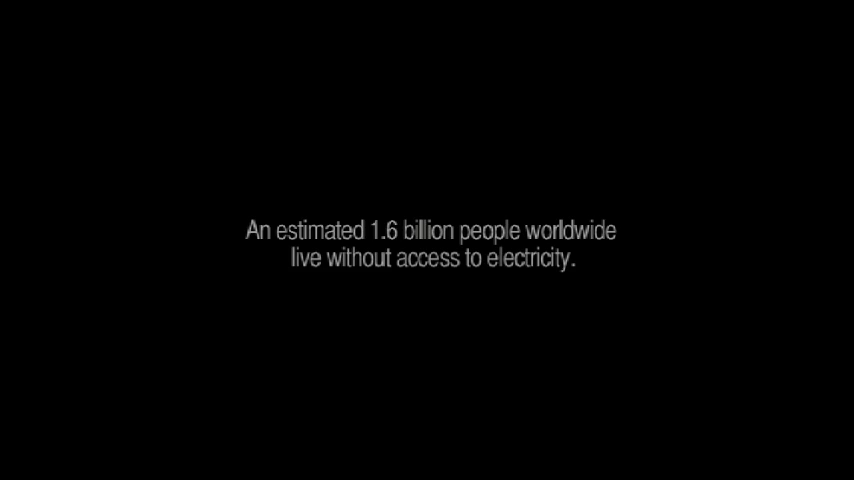 An estimated 1.6 billion people worldwide
live without access to electricity.